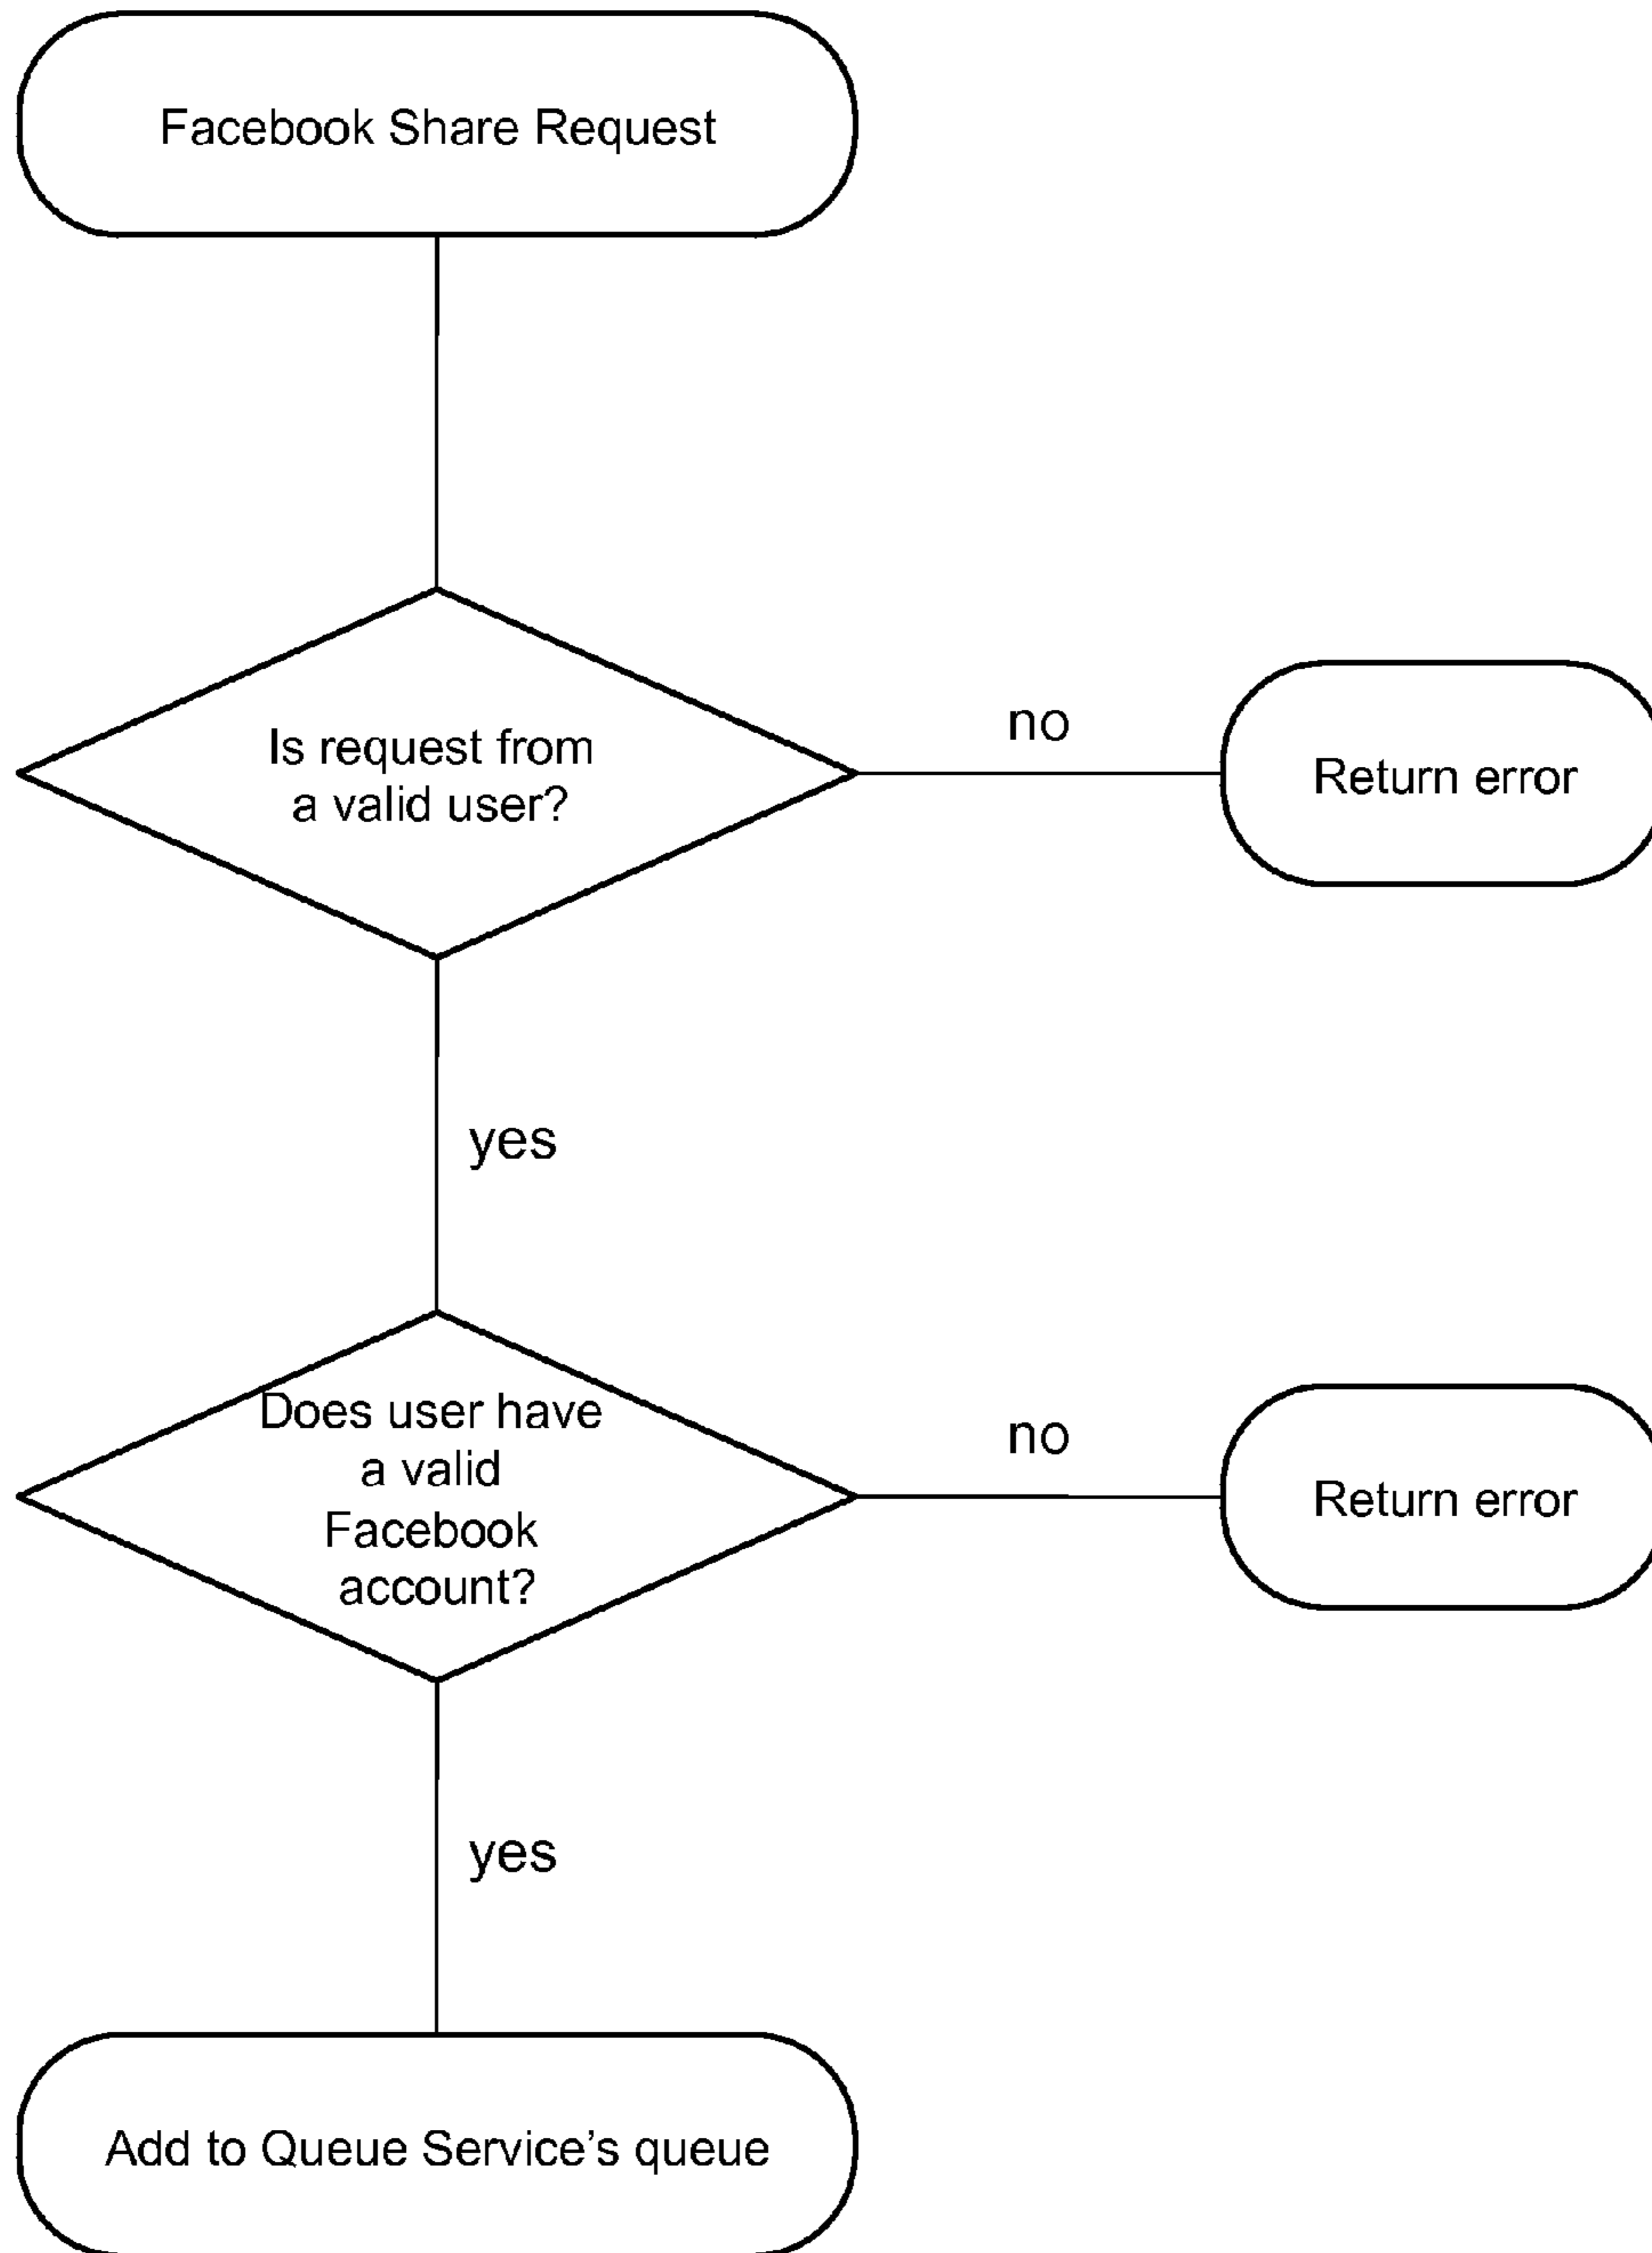 Facebook Share Request
Is request from
a valid user?
no
Return error
yes
Does user have
a valid
Facebook
account?
no
Return error
yes
Add to Queue Service’s queue